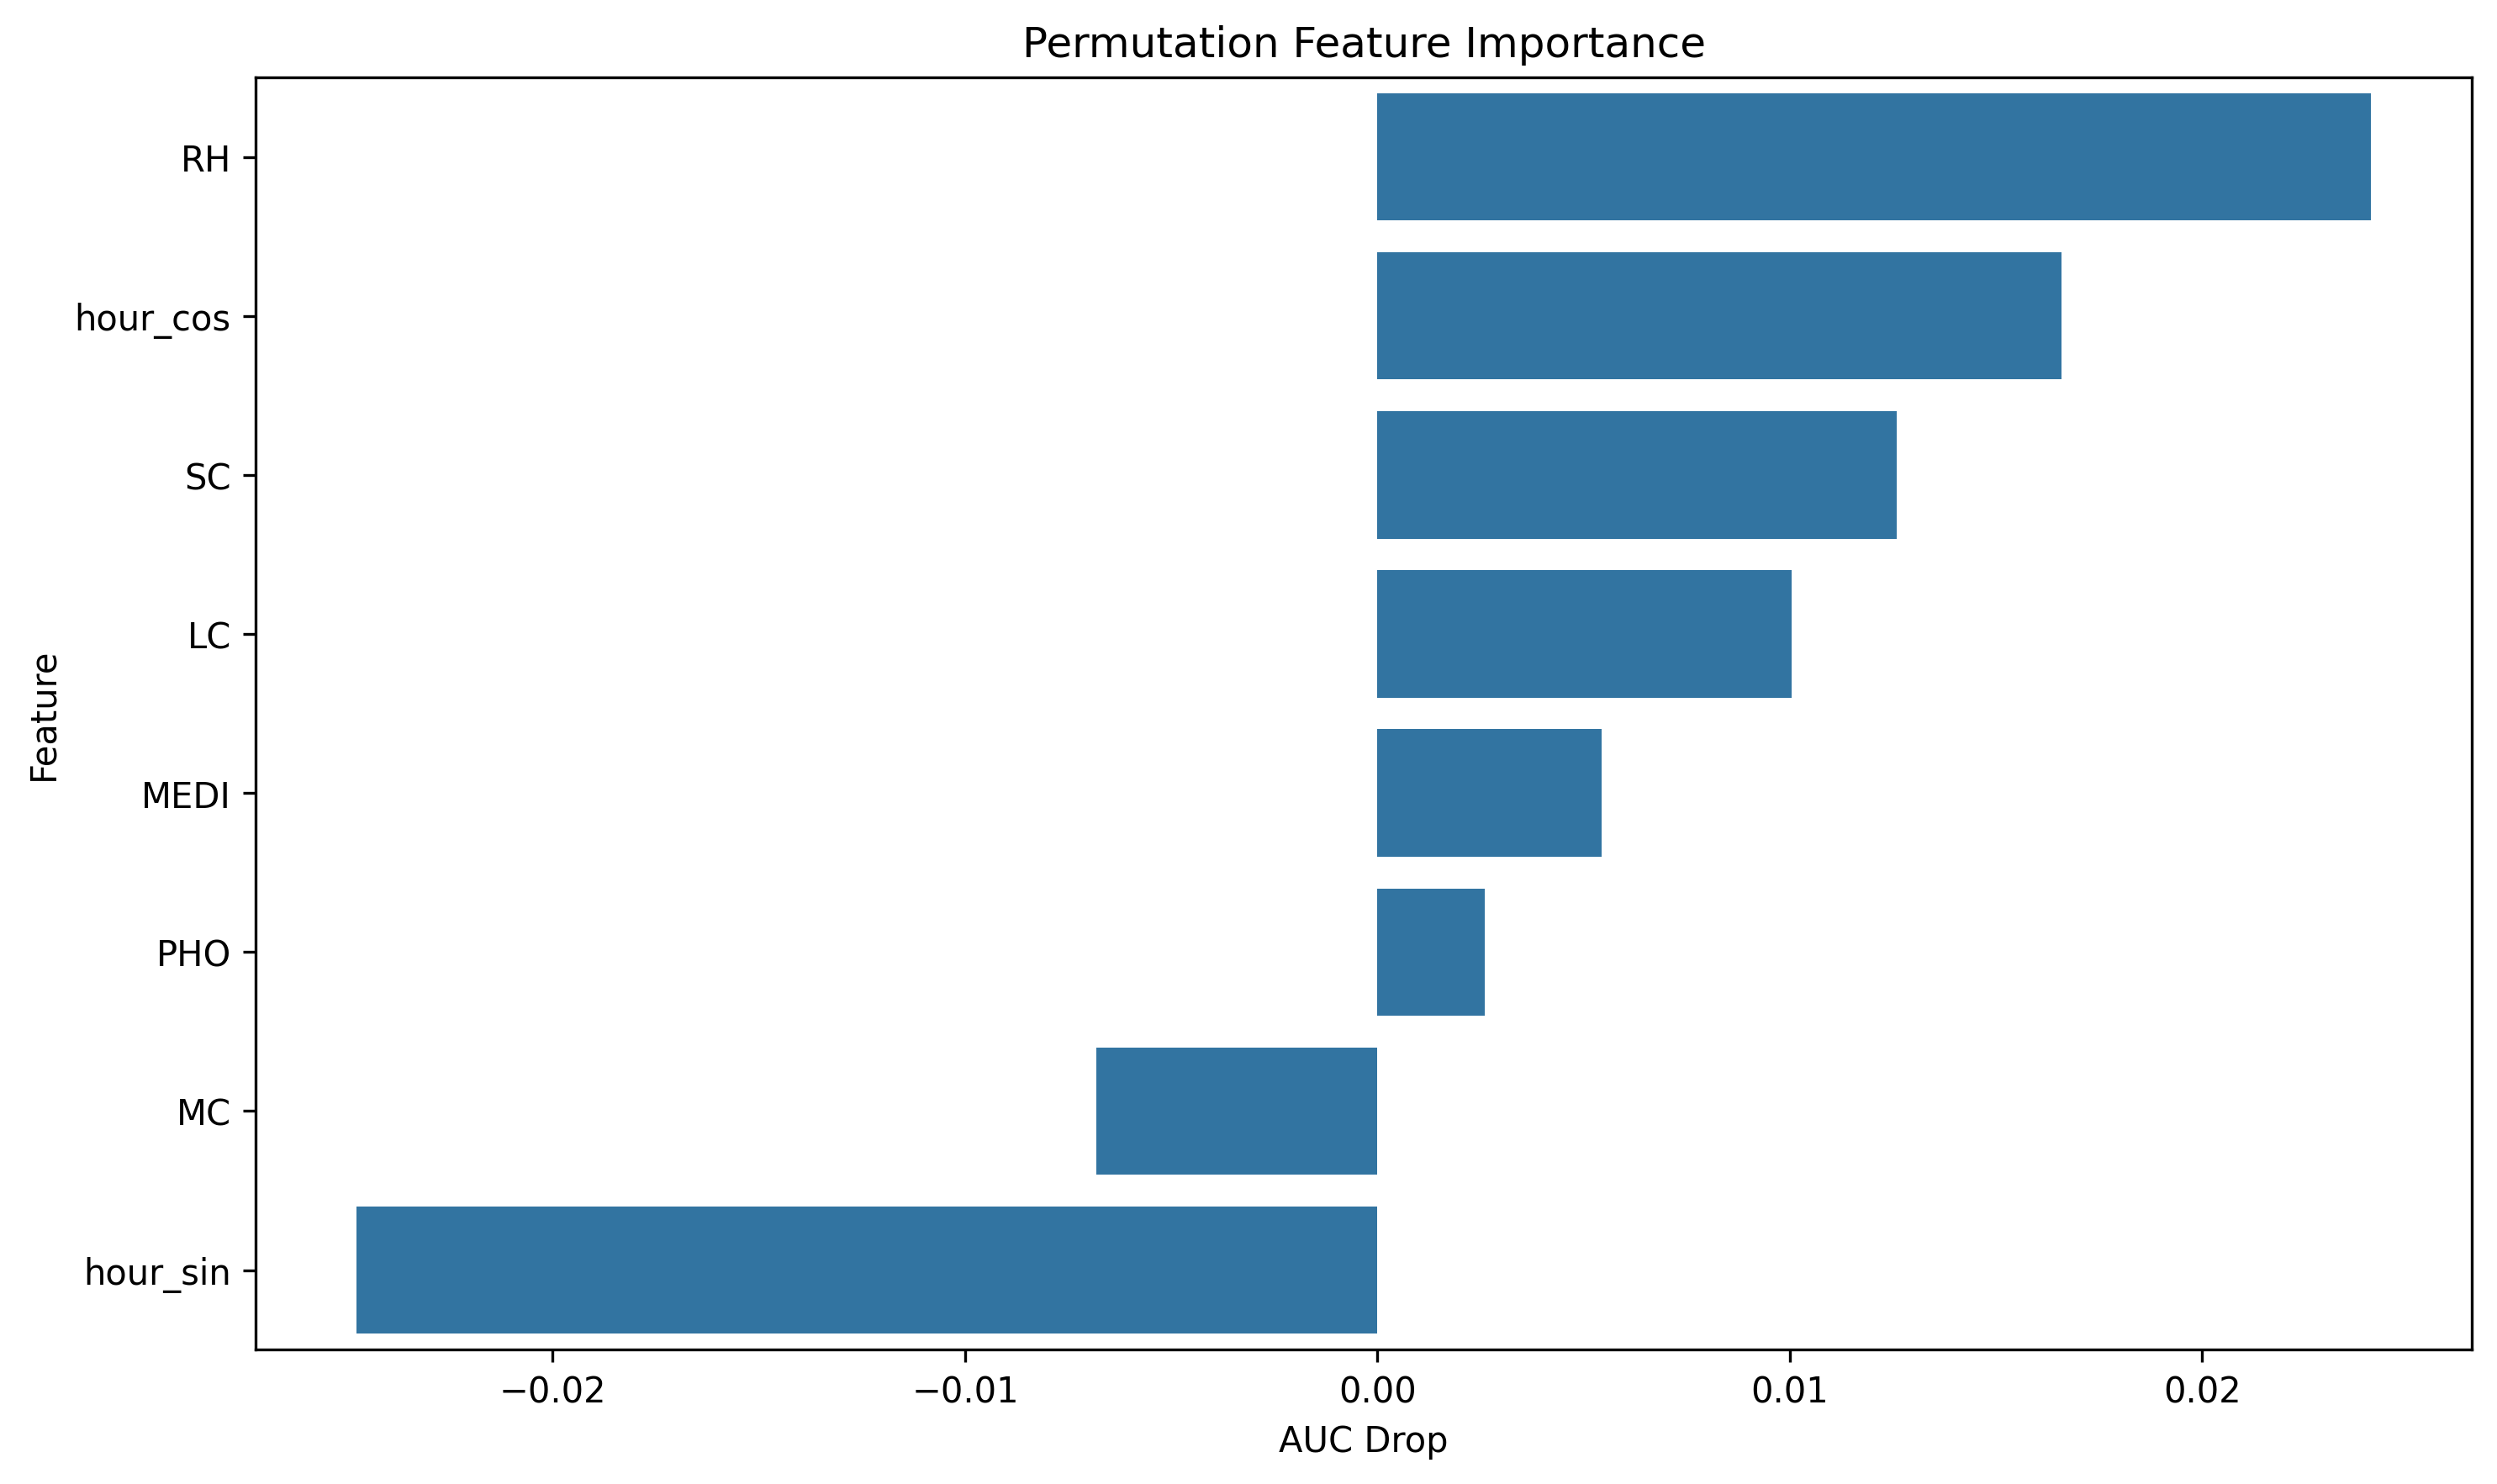 Permutation Feature Importance
RH
hour_cos
SC
LC
MEDI
PHO
MC
hour_sin
Feature
−0.02
−0.01
0.00
0.01
0.02
AUC Drop